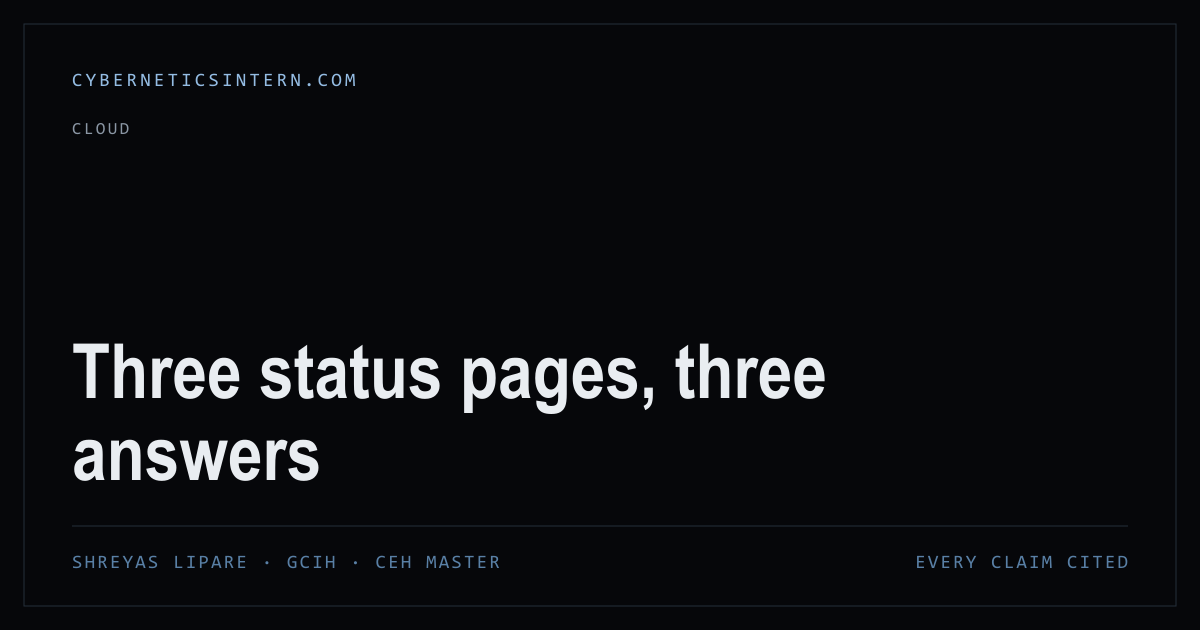 CYBERNETICSINTERN.COM
CLOUD
Three status pages, three
answers
SHREYAS LIPARE · GCIH · CEH MASTER
EVERY CLAIM CITED